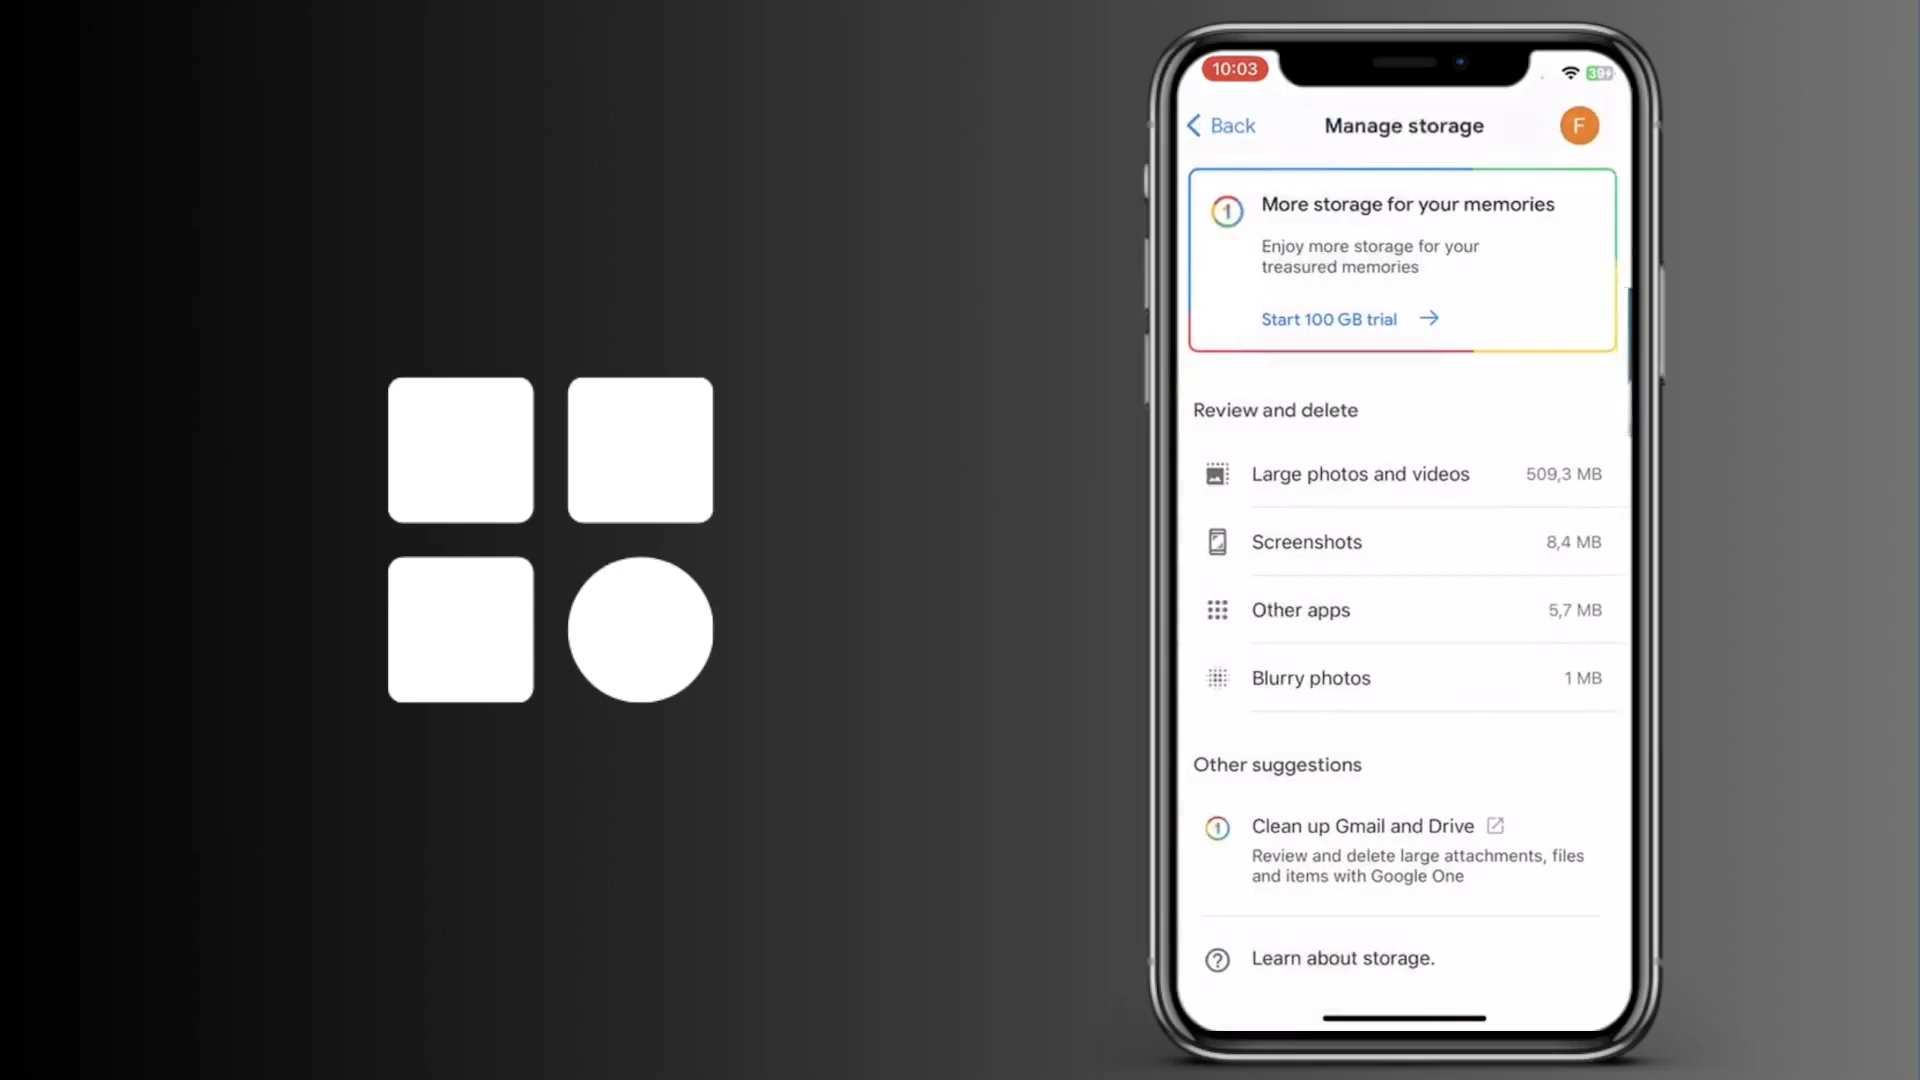 10:03
39
Back
Manage storage
F
1
More storage for your memories
Enjoy more storage for your
treasured memories
Start 100 GB trial
Review and delete
Large photos and videos 509,3 MB
Screenshots 8,4 MB
Other apps 5,7 MB
Blurry photos 1 MB
Other suggestions
1
Clean up Gmail and Drive
Review and delete large attachments, files
and items with Google One
? Learn about storage.